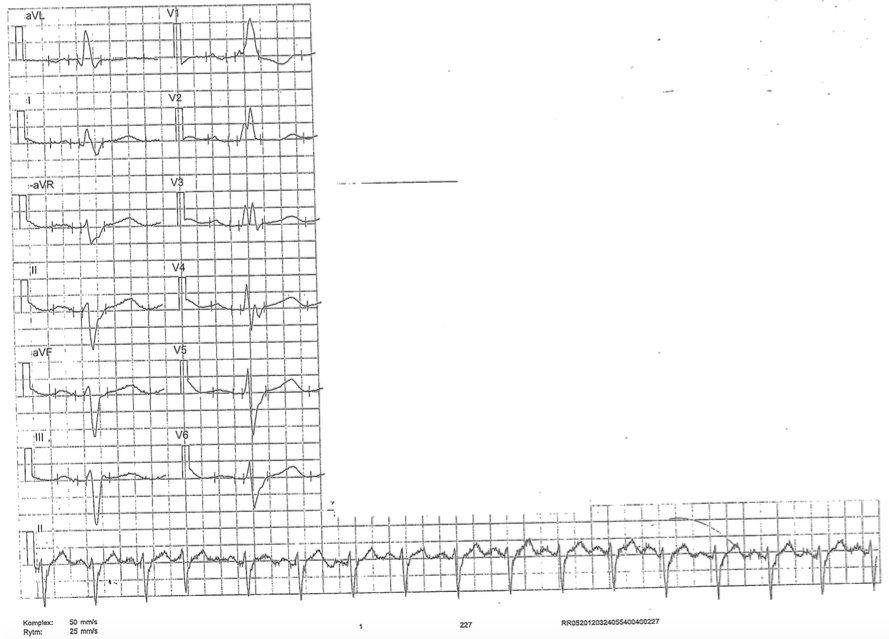 aVL V1
I V2
-aVR V3
II V4
aVF V5
III V6
II
Komplex: 50 mm/s
Rytm: 25 mm/s
1 227 RR0520120324055400400227